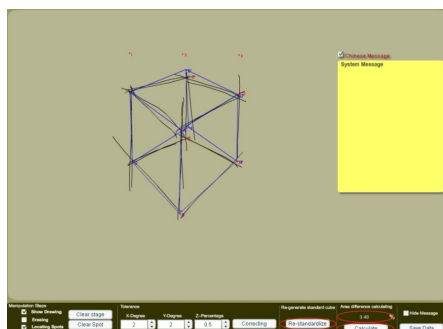 Chinese Message
System Message
Manipulation Steps
Show Drawing
Erasing
Locating Spots
Clear stage
Clear Spot
Tolerance
X-Degree
Y-Degree
Z-Percentage
2
2
0.5
Correcting
Re-generate standard cube
Re-standardize
Area difference calculating
%
Calculate
Hide Message
Save Data